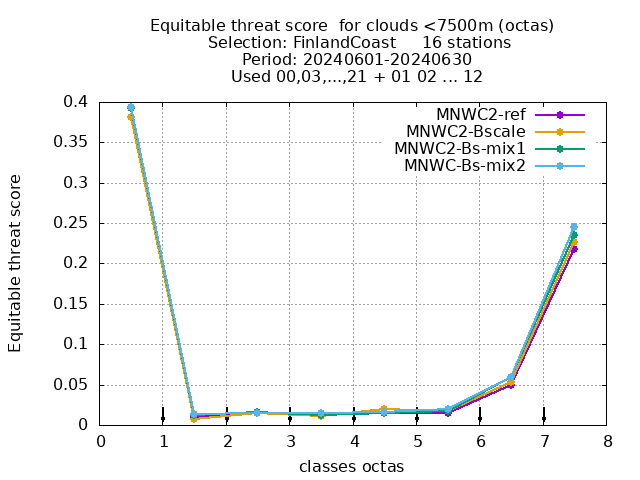 Equitable threat score  for clouds <7500m (octas)
Selection: FinlandCoast     16 stations
Period: 20240601-20240630
Used 00,03,...,21 + 01 02 ... 12
MNWC2-ref
MNWC2-Bscale
MNWC2-Bs-mix1
MNWC-Bs-mix2
0.4
0.35
0.3
0.25
0.2
0.15
0.1
0.05
0
Equitable threat score
0 1 2 3 4 5 6 7 8
classes octas